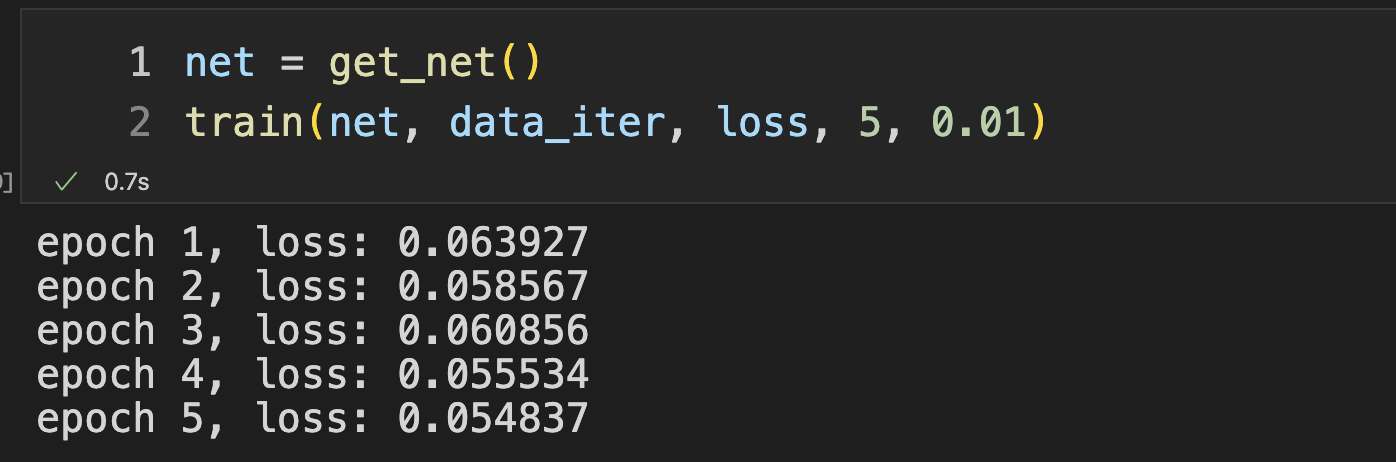 1 net = get_net()
2 train(net, data_iter, loss, 5, 0.01)
] 0.7s
epoch 1, loss: 0.063927
epoch 2, loss: 0.058567
epoch 3, loss: 0.060856
epoch 4, loss: 0.055534
epoch 5, loss: 0.054837